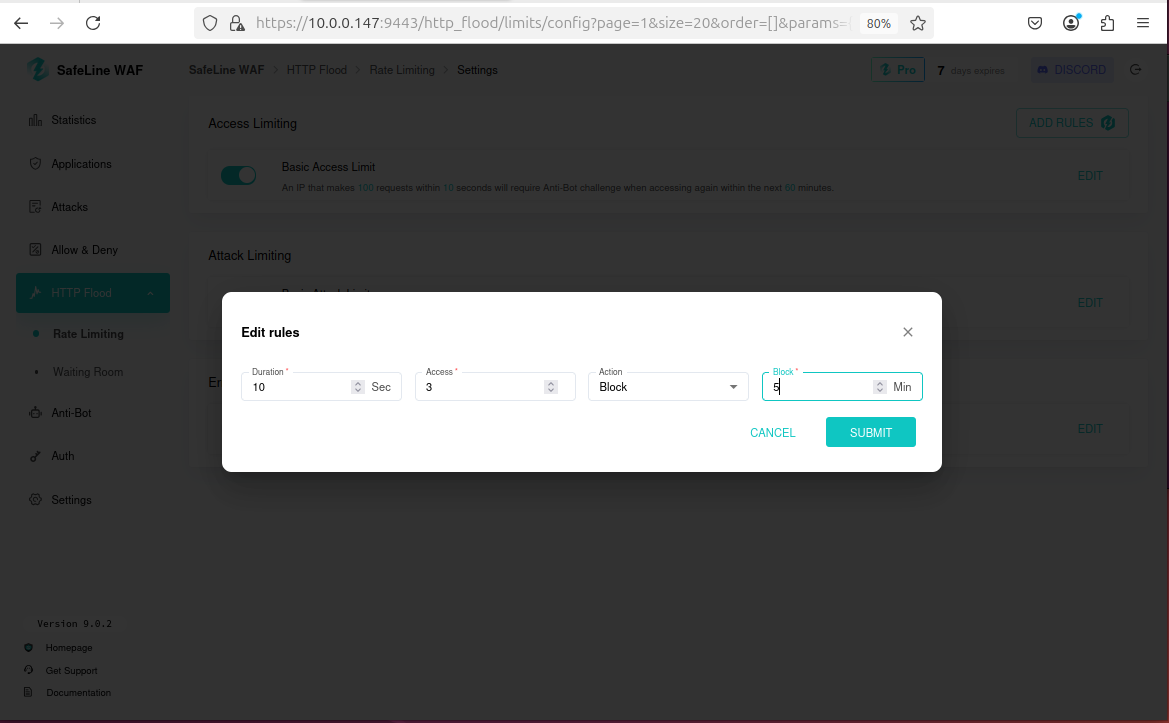 https://10.0.0.147:9443/http_flood/limits/config?page=1&size=20&order=[]&params=
80%
SafeLine WAF
SafeLine WAF > HTTP Flood > Rate Limiting > Settings
Pro
7 days expires
DISCORD
Statistics
Applications
Attacks
Allow & Deny
HTTP Flood
Rate Limiting
Waiting Room
Anti-Bot
Auth
Settings
Access Limiting
ADD RULES
Basic Access Limit
An IP that makes 100 requests within 10 seconds will require Anti-Bot challenge when accessing again within the next 60 minutes.
EDIT
Attack Limiting
Basic Attack Limit
EDIT
Er
EDIT
Edit rules
Duration *
10 Sec
Access *
3
Action
Block
Block *
5 Min
CANCEL
SUBMIT
Version 9.0.2
Homepage
Get Support
Documentation